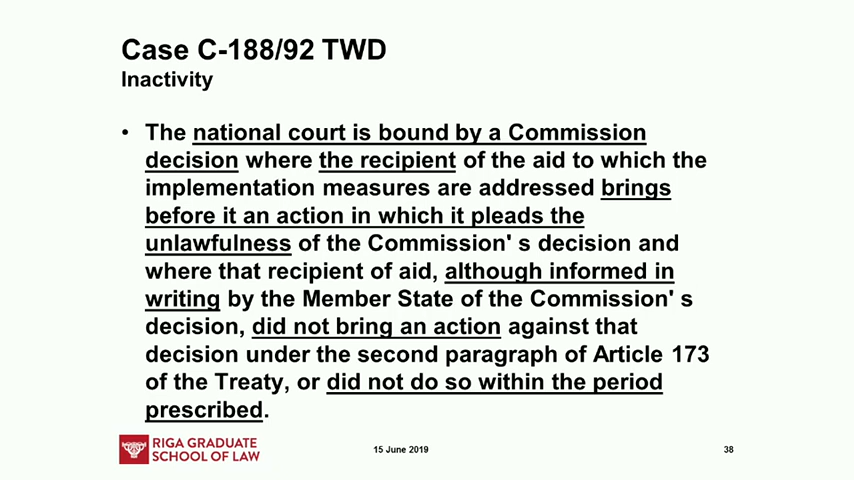 Case C-188/92 TWD
Inactivity
• The national court is bound by a Commission
decision where the recipient of the aid to which the
implementation measures are addressed brings
before it an action in which it pleads the
unlawfulness of the Commission' s decision and
where that recipient of aid, although informed in
writing by the Member State of the Commission' s
decision, did not bring an action against that
decision under the second paragraph of Article 173
of the Treaty, or did not do so within the period
prescribed.
RIGA GRADUATE
SCHOOL OF LAW
15 June 2019
38